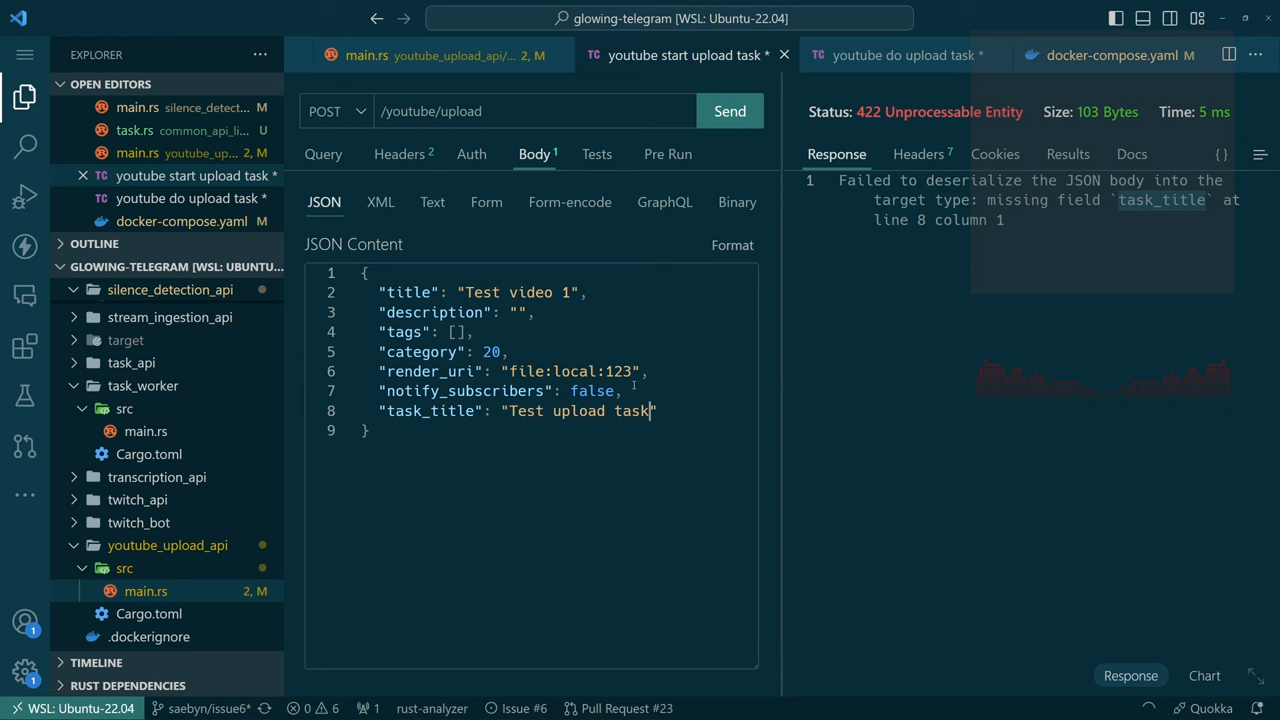 glowing-telegram [WSL: Ubuntu-22.04]
EXPLORER
main.rs youtube_upload_api/... 2, M
youtube start upload task *
youtube do upload task *
docker-compose.yaml M
OPEN EDITORS
main.rs silence_detect... M
task.rs common_api_li... U
main.rs youtube_up... 2, M
youtube start upload task *
youtube do upload task *
docker-compose.yaml M
OUTLINE
GLOWING-TELEGRAM [WSL: UBUNTU...
silence_detection_api
stream_ingestion_api
target
task_api
task_worker
src
main.rs
Cargo.toml
transcription_api
twitch_api
twitch_bot
youtube_upload_api
src
main.rs 2, M
Cargo.toml
.dockerignore
TIMELINE
RUST DEPENDENCIES
POST /youtube/upload Send
Query Headers 2 Auth Body 1 Tests Pre Run
JSON XML Text Form Form-encode GraphQL Binary
JSON Content Format
1 {
2 "title": "Test video 1",
3 "description": "",
4 "tags": [],
5 "category": 20,
6 "render_uri": "file:local:123",
7 "notify_subscribers": false,
8 "task_title": "Test upload task"
9 }
Status: 422 Unprocessable Entity Size: 103 Bytes Time: 5 ms
Response Headers 7 Cookies Results Docs { }
1 Failed to deserialize the JSON body into the
target type: missing field `task_title` at
line 8 column 1
Response Chart
1
1
WSL: Ubuntu-22.04 saebyn/issue6* 0 6 1 rust-analyzer Issue #6 Pull Request #23 Quokka